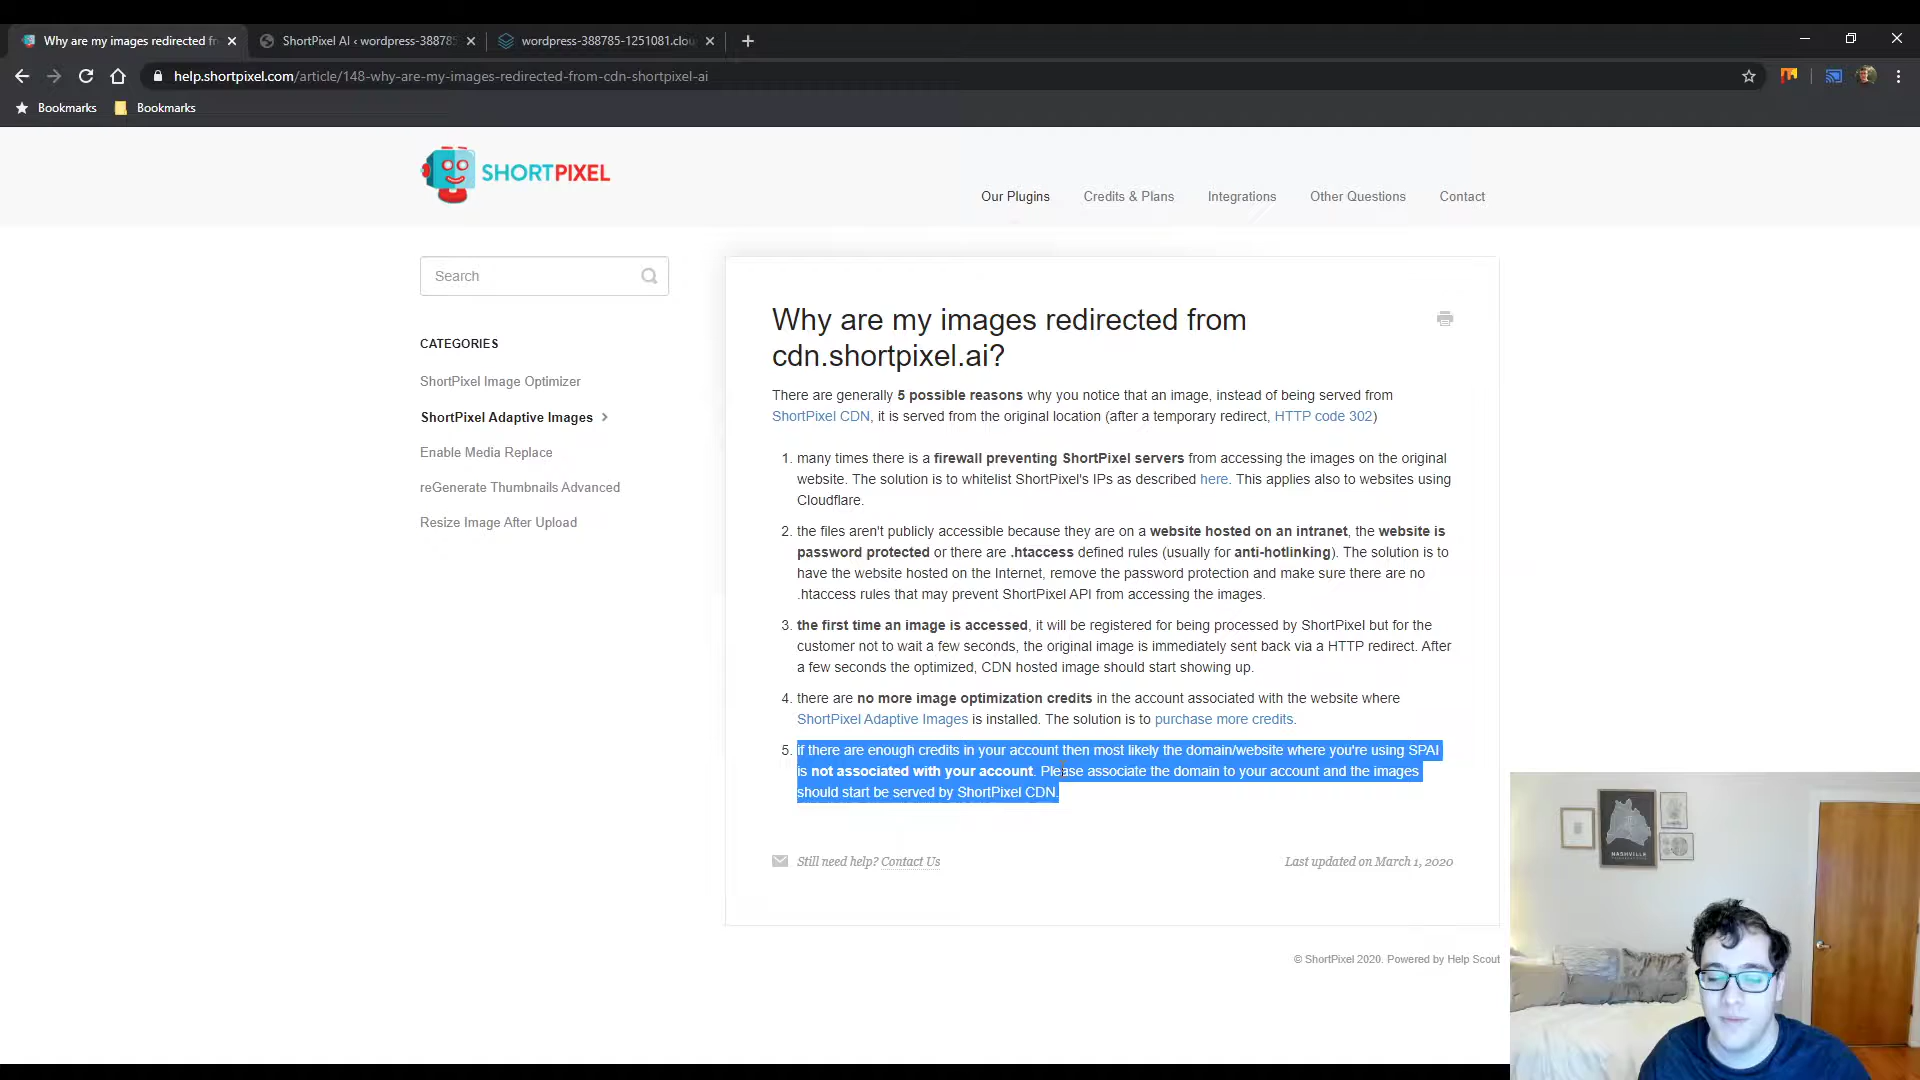 Why are my images redirected fr
ShortPixel AI ‹ wordpress-388785
wordpress-388785-1251081.clou
help.shortpixel.com/article/148-why-are-my-images-redirected-from-cdn-shortpixel-ai
Bookmarks
Bookmarks
SHORTPIXEL
Our Plugins
Credits & Plans
Integrations
Other Questions
Contact
Search
CATEGORIES
ShortPixel Image Optimizer
ShortPixel Adaptive Images
Enable Media Replace
reGenerate Thumbnails Advanced
Resize Image After Upload
Why are my images redirected from
cdn.shortpixel.ai?
There are generally 5 possible reasons why you notice that an image, instead of being served from
ShortPixel CDN, it is served from the original location (after a temporary redirect, HTTP code 302)
1. many times there is a firewall preventing ShortPixel servers from accessing the images on the original
website. The solution is to whitelist ShortPixel's IPs as described here. This applies also to websites using
Cloudflare.
2. the files aren't publicly accessible because they are on a website hosted on an intranet, the website is
password protected or there are .htaccess defined rules (usually for anti-hotlinking). The solution is to
have the website hosted on the Internet, remove the password protection and make sure there are no
.htaccess rules that may prevent ShortPixel API from accessing the images.
3. the first time an image is accessed, it will be registered for being processed by ShortPixel but for the
customer not to wait a few seconds, the original image is immediately sent back via a HTTP redirect. After
a few seconds the optimized, CDN hosted image should start showing up.
4. there are no more image optimization credits in the account associated with the website where
ShortPixel Adaptive Images is installed. The solution is to purchase more credits.
5. if there are enough credits in your account then most likely the domain/website where you're using SPAI
is not associated with your account. Please associate the domain to your account and the images
should start be served by ShortPixel CDN.
Still need help? Contact Us
Last updated on March 1, 2020
© ShortPixel 2020. Powered by Help Scout
NASHVILLE